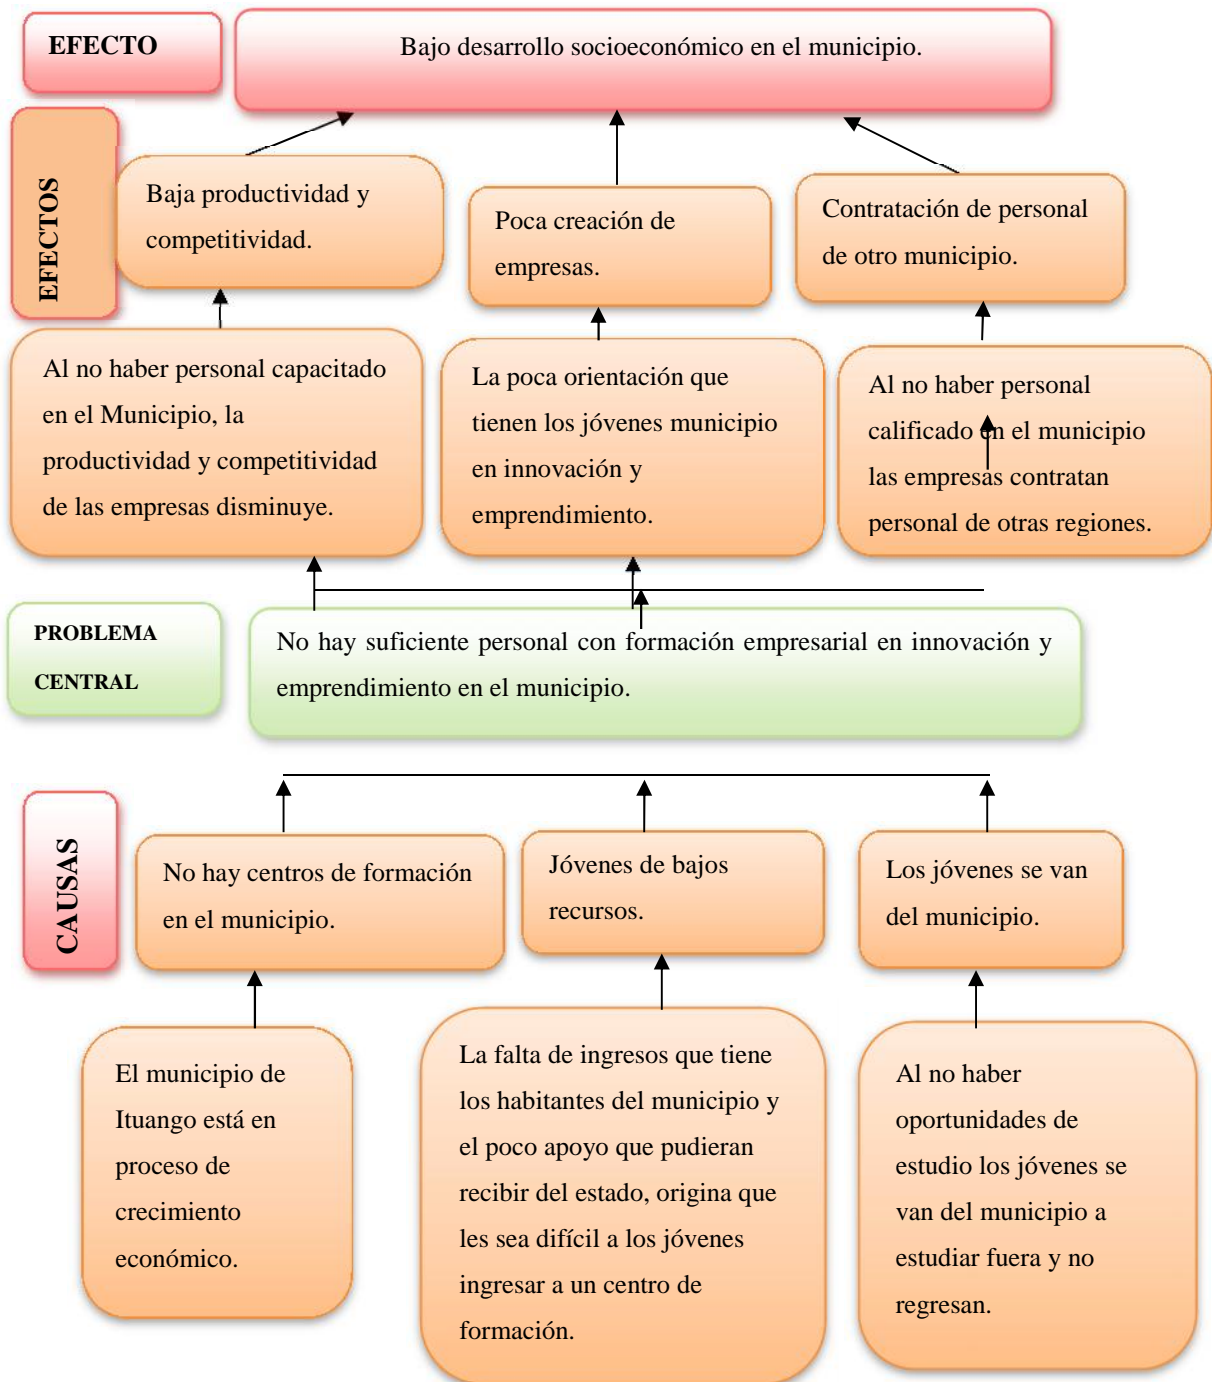 EFECTO
Bajo desarrollo socioeconómico en el municipio.
EFECTOS
Baja productividad y
competitividad.
Poca creación de
empresas.
Contratación de personal
de otro municipio.
Al no haber personal capacitado
en el Municipio, la
productividad y competitividad
de las empresas disminuye.
La poca orientación que
tienen los jóvenes municipio
en innovación y
emprendimiento.
Al no haber personal
calificado en el municipio
las empresas contratan
personal de otras regiones.
PROBLEMA
CENTRAL
No hay suficiente personal con formación empresarial en innovación y
emprendimiento en el municipio.
CAUSAS
No hay centros de formación
en el municipio.
Jóvenes de bajos
recursos.
Los jóvenes se van
del municipio.
El municipio de
Ituango está en
proceso de
crecimiento
económico.
La falta de ingresos que tiene
los habitantes del municipio y
el poco apoyo que pudieran
recibir del estado, origina que
les sea difícil a los jóvenes
ingresar a un centro de
formación.
Al no haber
oportunidades de
estudio los jóvenes se
van del municipio a
estudiar fuera y no
regresan.